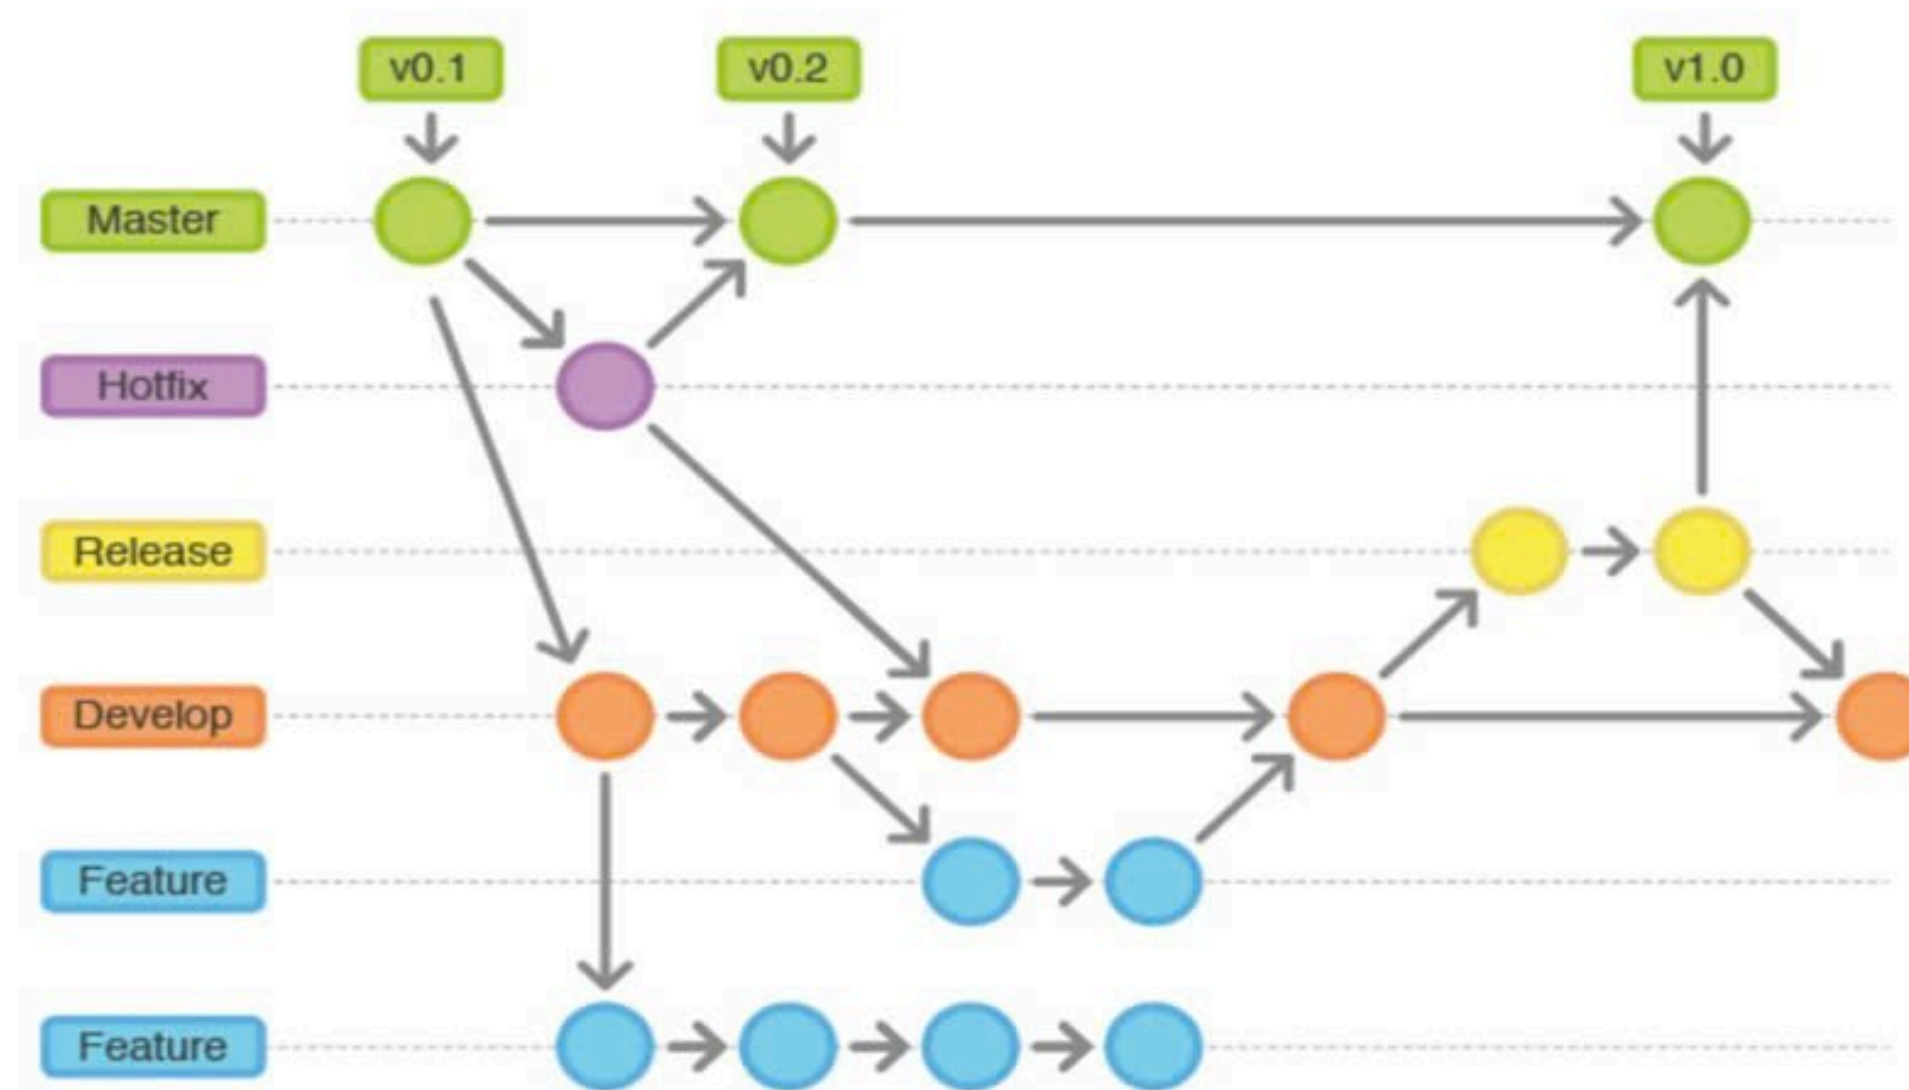 v0.1
v0.2
v1.0
Master
Hotfix
Release
Develop
Feature
Feature